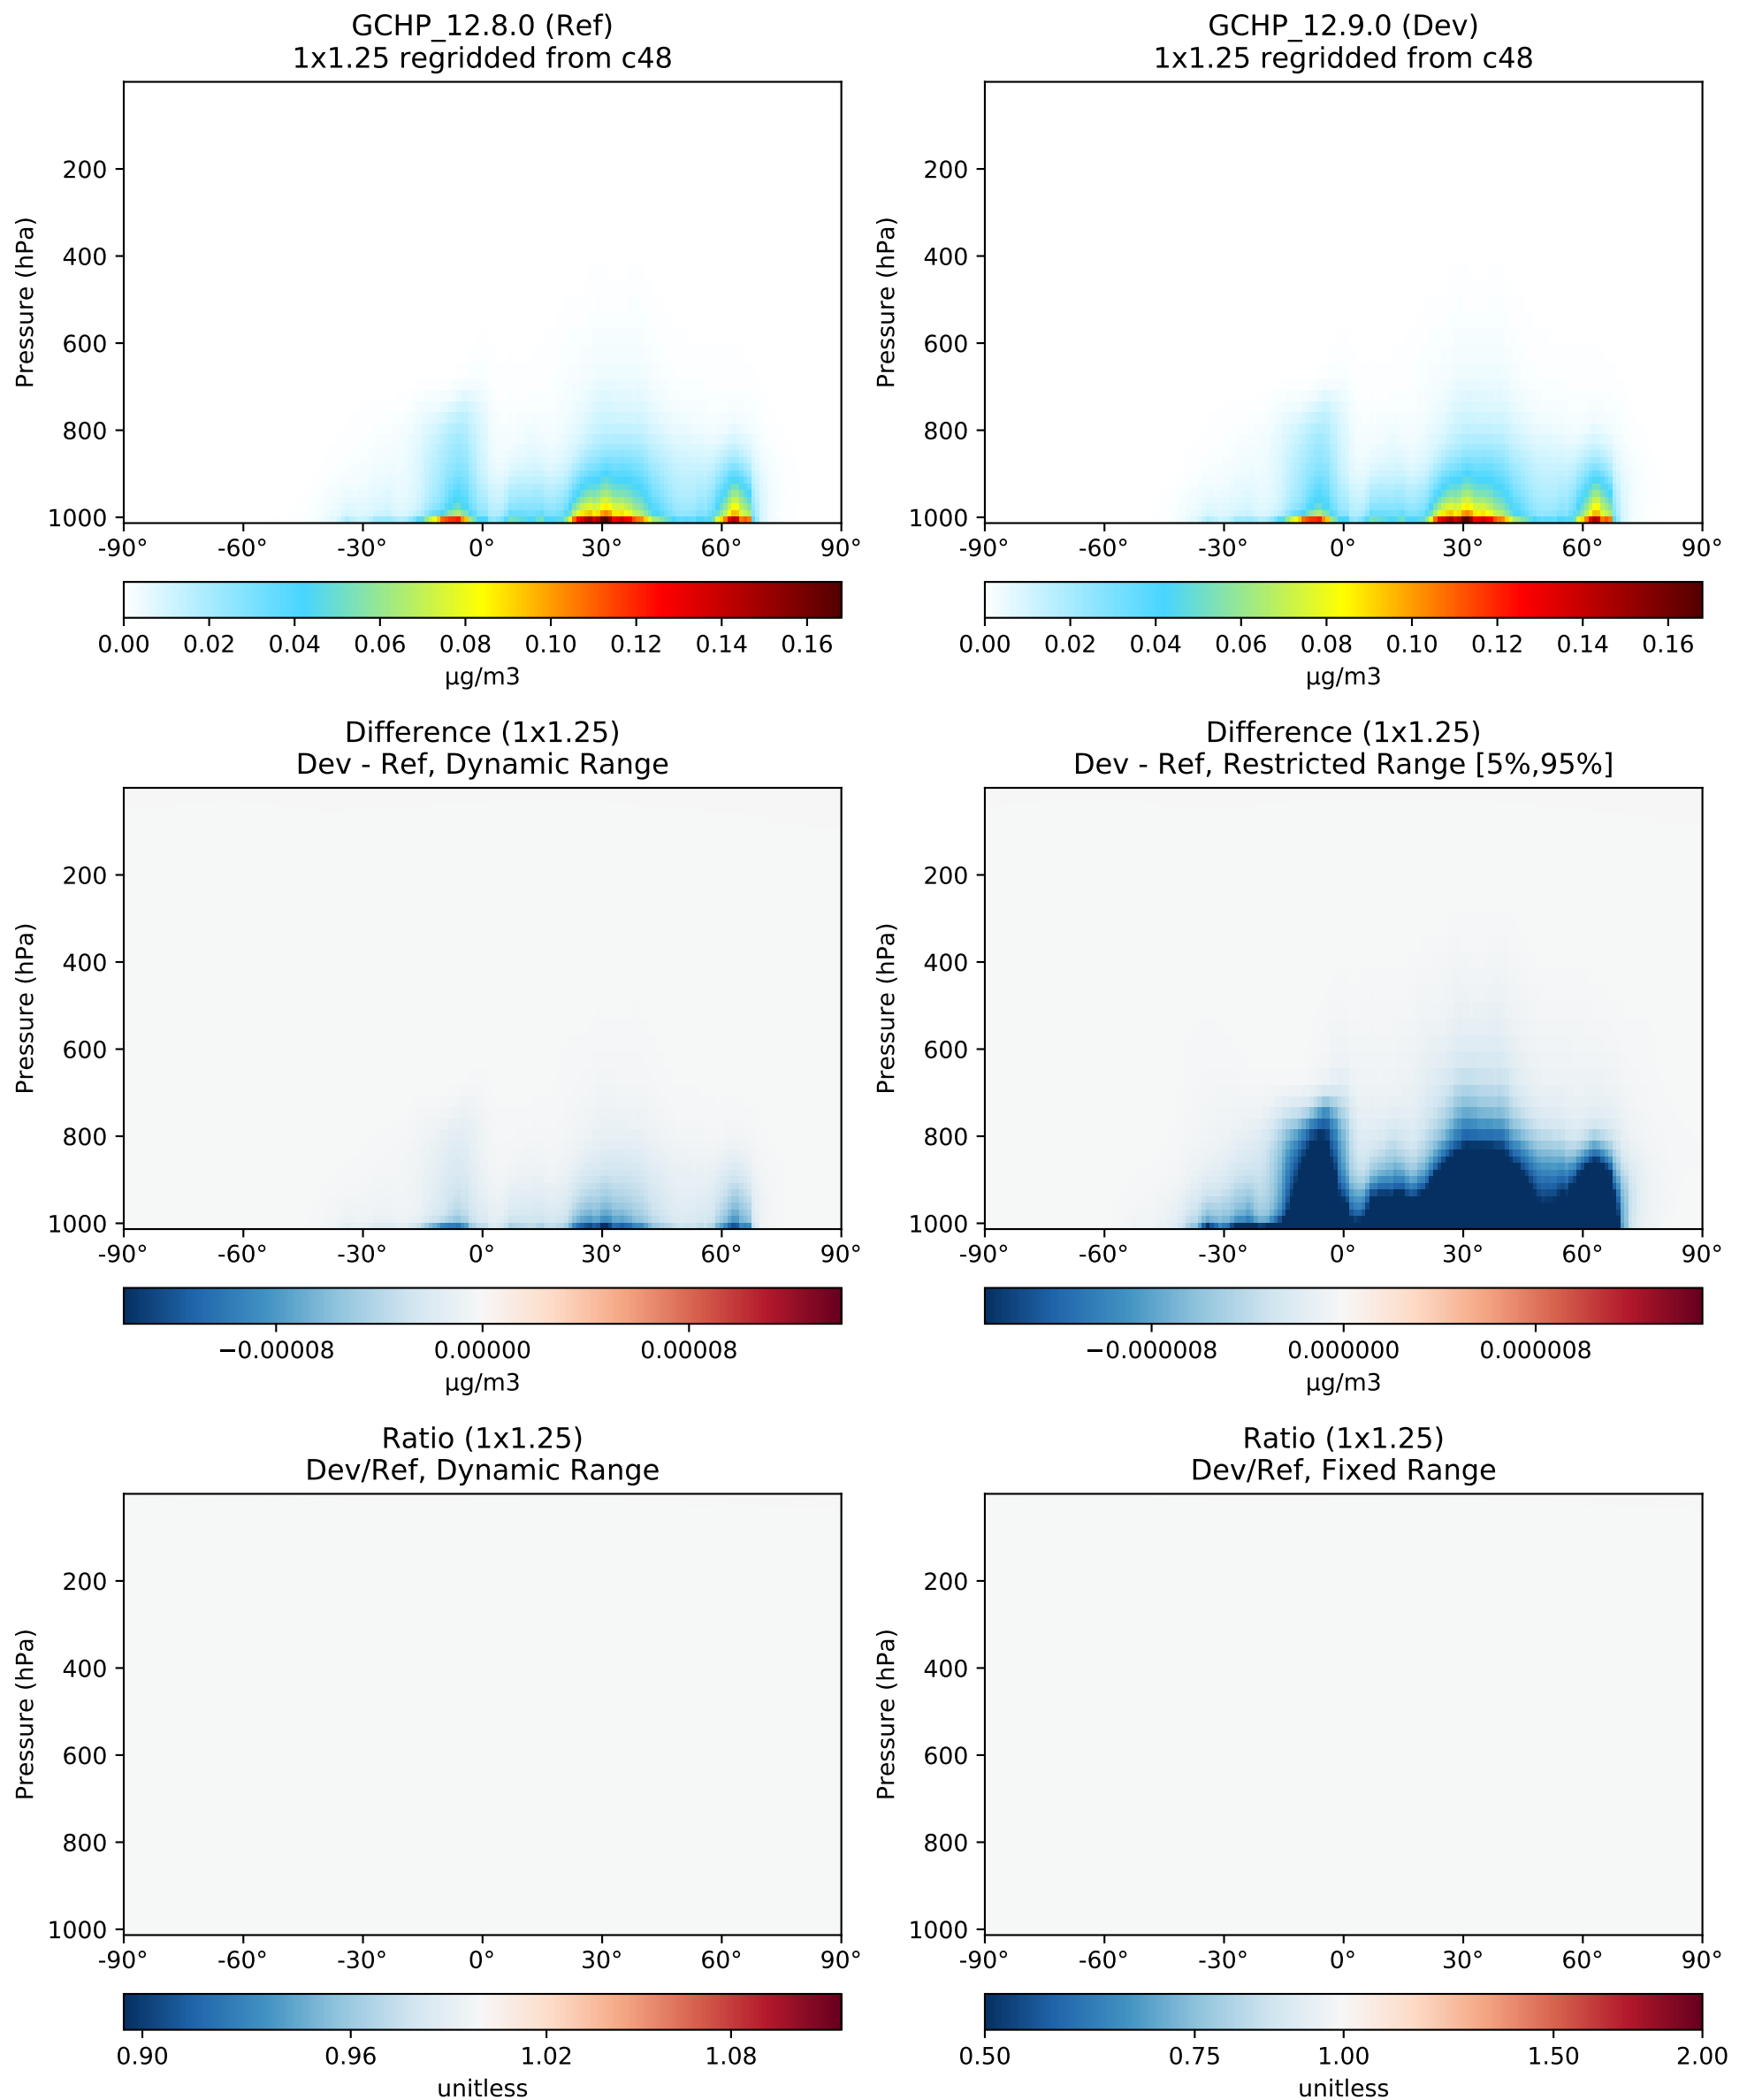 GCHP_12.8.0 (Ref)
1x1.25 regridded from c48
Pressure (hPa)
200
400
600
800
1000
-90° -60° -30° 0° 30° 60° 90°
0.00 0.02 0.04 0.06 0.08 0.10 0.12 0.14 0.16
µg/m3
GCHP_12.9.0 (Dev)
1x1.25 regridded from c48
Pressure (hPa)
200
400
600
800
1000
-90° -60° -30° 0° 30° 60° 90°
0.00 0.02 0.04 0.06 0.08 0.10 0.12 0.14 0.16
µg/m3
Difference (1x1.25)
Dev - Ref, Dynamic Range
Pressure (hPa)
200
400
600
800
1000
-90° -60° -30° 0° 30° 60° 90°
−0.00008 0.00000 0.00008
µg/m3
Difference (1x1.25)
Dev - Ref, Restricted Range [5%,95%]
Pressure (hPa)
200
400
600
800
1000
-90° -60° -30° 0° 30° 60° 90°
−0.000008 0.000000 0.000008
µg/m3
Ratio (1x1.25)
Dev/Ref, Dynamic Range
Pressure (hPa)
200
400
600
800
1000
-90° -60° -30° 0° 30° 60° 90°
0.90 0.96 1.02 1.08
unitless
Ratio (1x1.25)
Dev/Ref, Fixed Range
Pressure (hPa)
200
400
600
800
1000
-90° -60° -30° 0° 30° 60° 90°
0.50 0.75 1.00 1.50 2.00
unitless